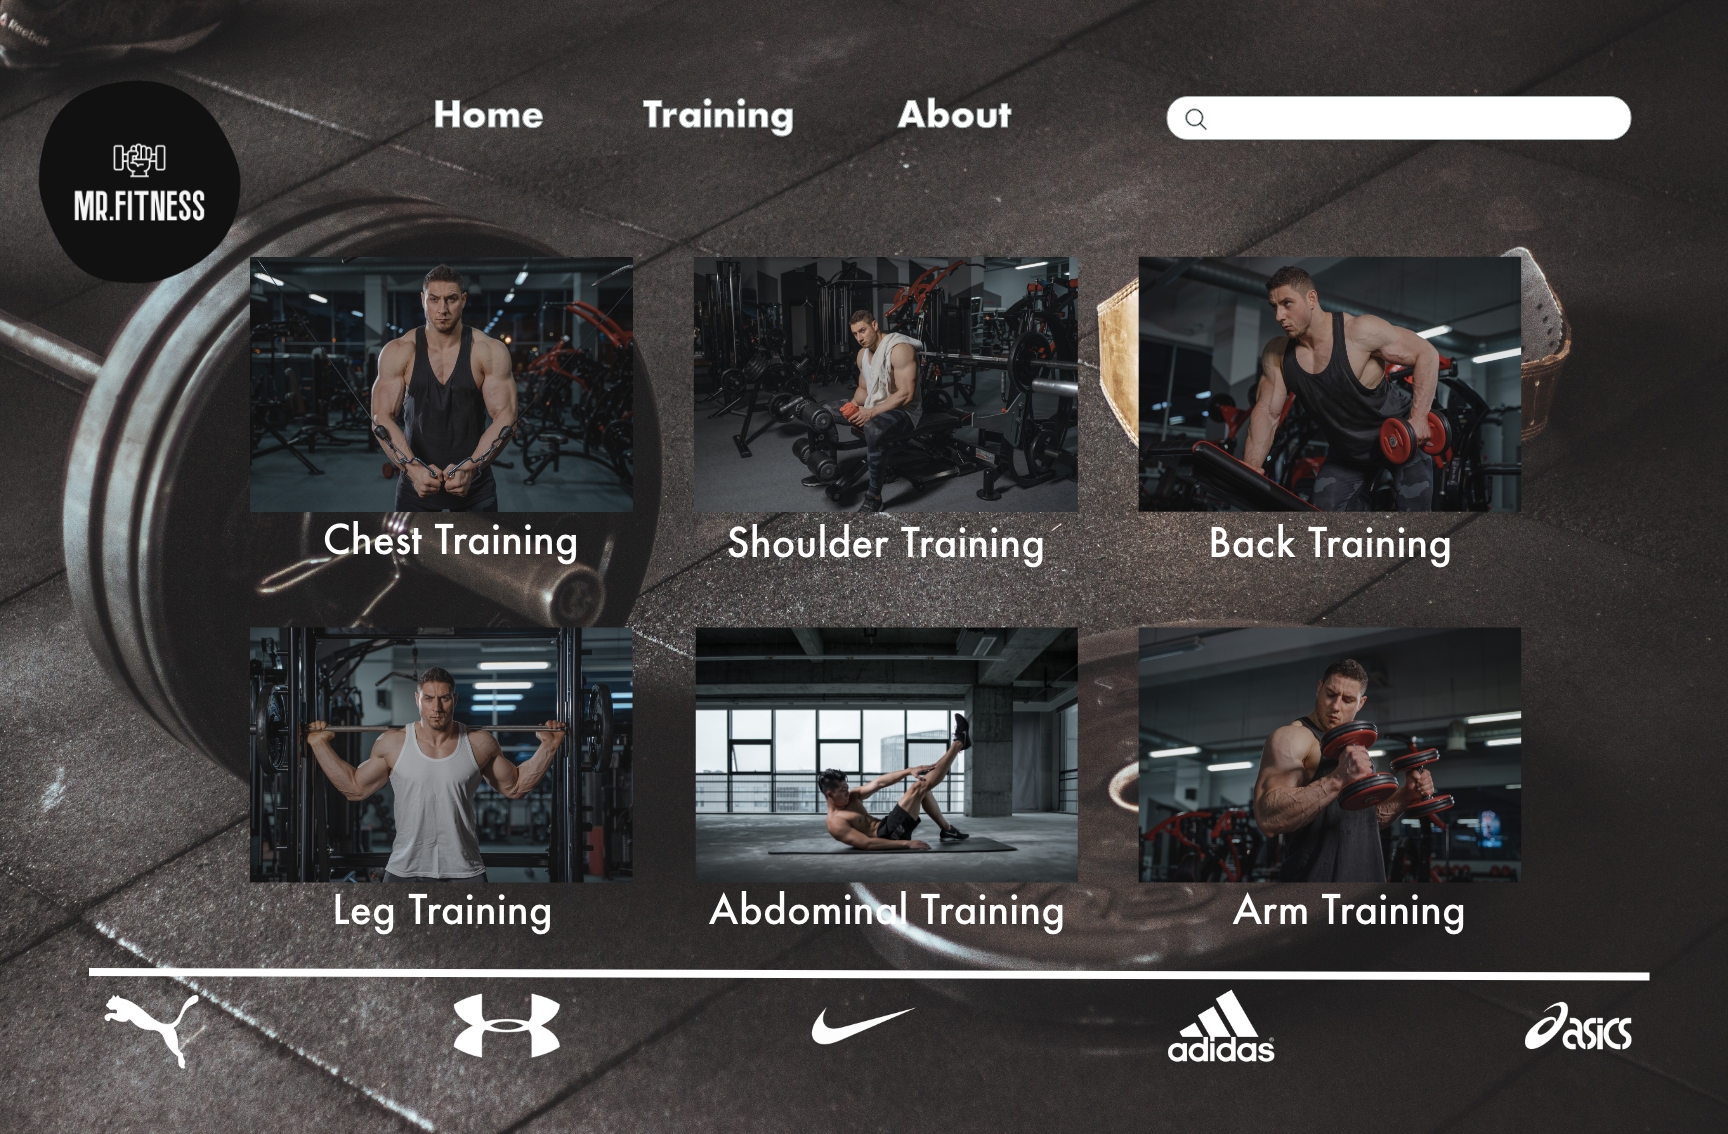 Reebok
Home
Training
About
MR.FITNESS
Chest Training
Shoulder Training
Back Training
Leg Training
Abdominal Training
Arm Training
adidas
asics